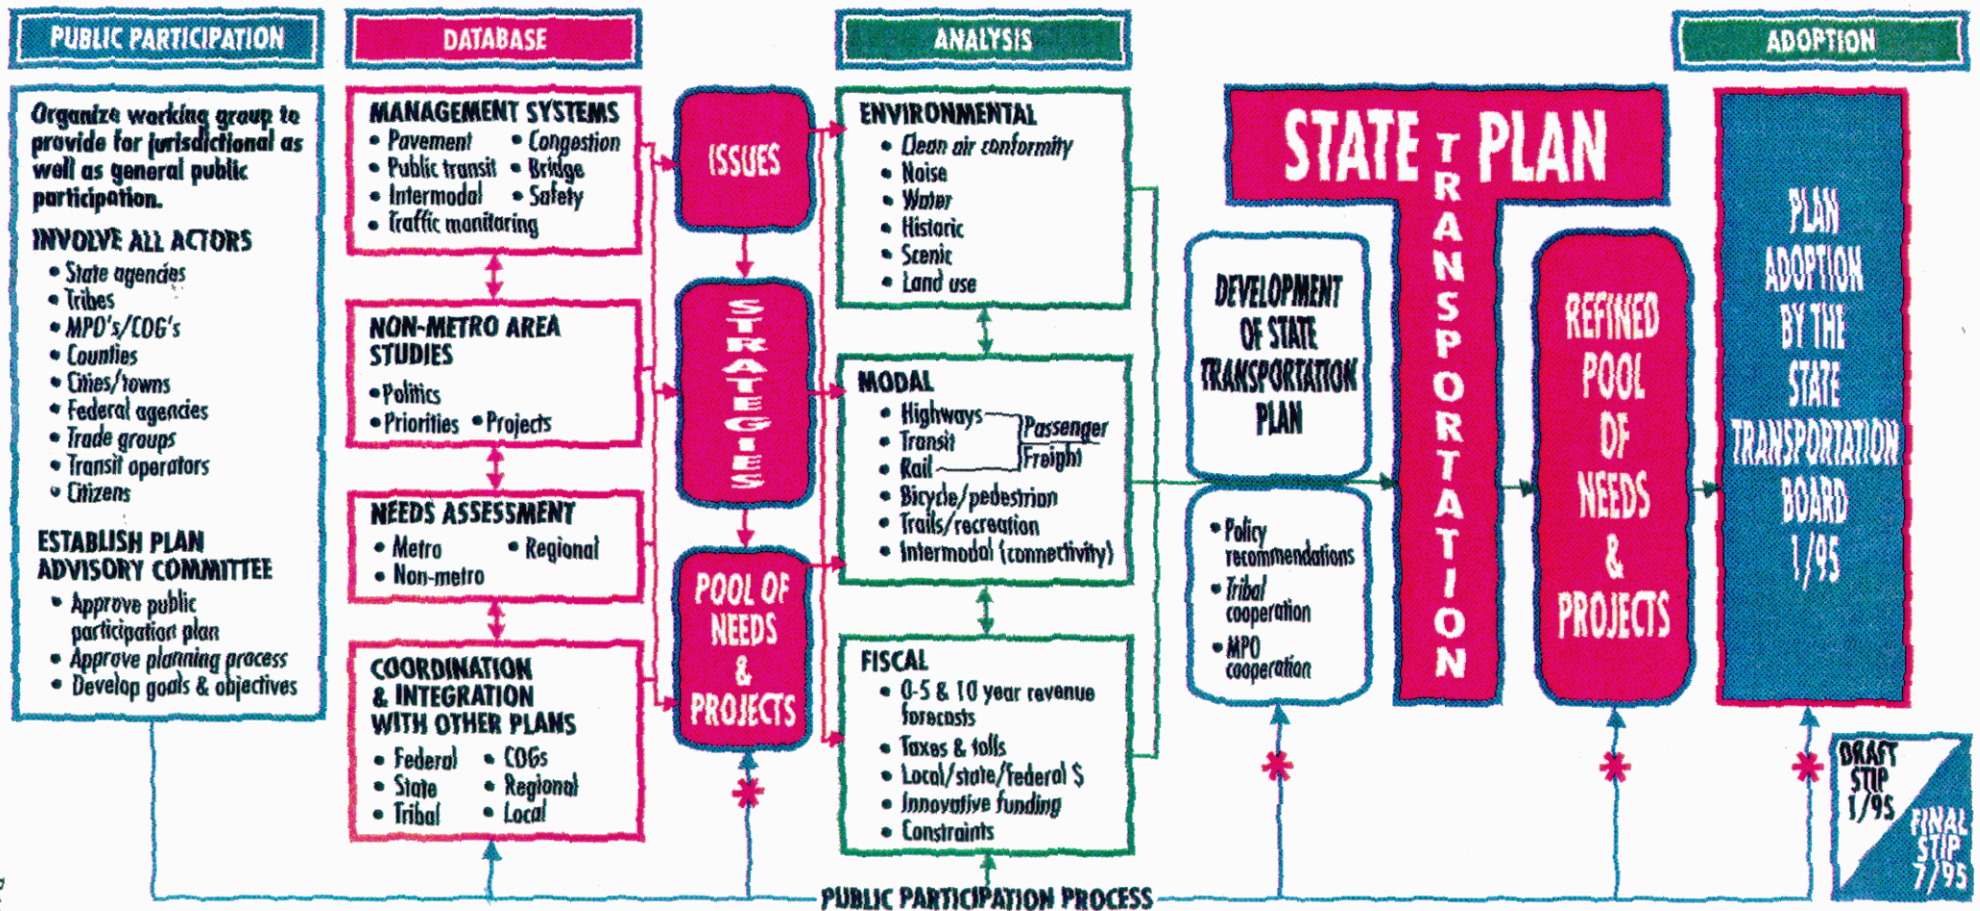 PUBLIC PARTICIPATION
Organize working group to
provide for jurisdictional as
well as general public
participation.
INVOLVE ALL ACTORS
• State agencies
• Tribes
• MPO's/COG's
• Counties
• Cities/towns
• Federal agencies
• Trade groups
• Transit operators
• Citizens
ESTABLISH PLAN
ADVISORY COMMITTEE
• Approve public
participation plan
• Approve planning process
• Develop goals & objectives
DATABASE
MANAGEMENT SYSTEMS
• Pavement • Congestion
• Public transit • Bridge
• Intermodal • Safety
• Traffic monitoring
NON-METRO AREA
STUDIES
• Politics
• Priorities • Projects
NEEDS ASSESSMENT
• Metro • Regional
• Non-metro
COORDINATION
& INTEGRATION
WITH OTHER PLANS
• Federal • COGs
• State • Regional
• Tribal • Local
ISSUES
STRATEGIES
POOL OF
NEEDS
&
PROJECTS
ANALYSIS
ENVIRONMENTAL
• Clean air conformity
• Noise
• Water
• Historic
• Scenic
• Land use
MODAL
• Highways
• Transit
• Rail
Passenger
Freight
• Bicycle/pedestrian
• Trails/recreation
• Intermodal (connectivity)
FISCAL
• 0-5 & 10 year revenue
forecasts
• Taxes & tolls
• Local/state/federal $
• Innovative funding
• Constraints
DEVELOPMENT
OF STATE
TRANSPORTATION
PLAN
• Policy
recommendations
• Tribal
cooperation
• MPO
cooperation
STATE PLAN
TRANSPORTATION
REFINED
POOL
OF
NEEDS
&
PROJECTS
ADOPTION
PLAN
ADOPTION
BY THE
STATE
TRANSPORTATION
BOARD
1/95
DRAFT
STIP
1/95
FINAL
STIP
7/95
PUBLIC PARTICIPATION PROCESS